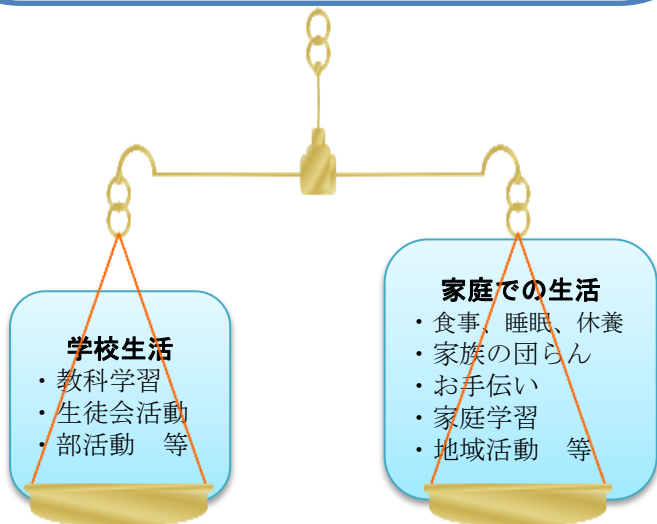 学校生活
・教科学習
・生徒会活動
・部活動　等
家庭での生活
・食事、睡眠、休養
・家族の団らん
・お手伝い
・家庭学習
・地域活動　等